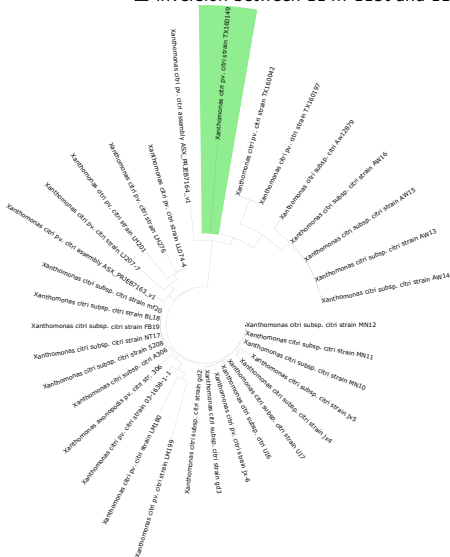 Xanthomonas citri pv. citri strain TX160149
Xanthomonas citri pv. citri strain TX160042
Xanthomonas citri pv. citri strain TX160197
Xanthomonas citri subsp. citri Aw12879
Xanthomonas citri subsp. citri strain AW16
Xanthomonas citri subsp. citri strain AW15
Xanthomonas citri subsp. citri strain AW13
Xanthomonas citri subsp. citri strain AW14
Xanthomonas citri subsp. citri strain MN12
Xanthomonas citri subsp. citri strain MN11
Xanthomonas citri subsp. citri strain MN10
Xanthomonas citri subsp. citri strain jx5
Xanthomonas citri subsp. citri strain jx4
Xanthomonas citri subsp. citri strain UI7
Xanthomonas citri subsp. citri UI6
Xanthomonas citri pv. citri strain jx-6
Xanthomonas citri subsp. citri strain gd3
Xanthomonas citri subsp. citri strain gd2
Xanthomonas citri pv. citri strain LM199
Xanthomonas citri pv. citri strain LM180
Xanthomonas citri pv. citri strain 03-1638-1-1
Xanthomonas axonopodis pv. citri str. 306
Xanthomonas citri subsp. citri A306
Xanthomonas citri subsp. citri strain 5208
Xanthomonas citri subsp. citri strain NT17
Xanthomonas citri subsp. citri strain FB19
Xanthomonas citri subsp. citri strain BL18
Xanthomonas citri subsp. citri strain mf20
Xanthomonas citri pv. citri assembly ASX_PRJEB7163_v1
Xanthomonas citri pv. citri strain LJ207-7
Xanthomonas citri pv. citri strain LH201
Xanthomonas citri pv. citri strain LH276
Xanthomonas citri pv. citri strain LL074-4
Xanthomonas citri pv. citri assembly ASX_PRJEB7164_v1